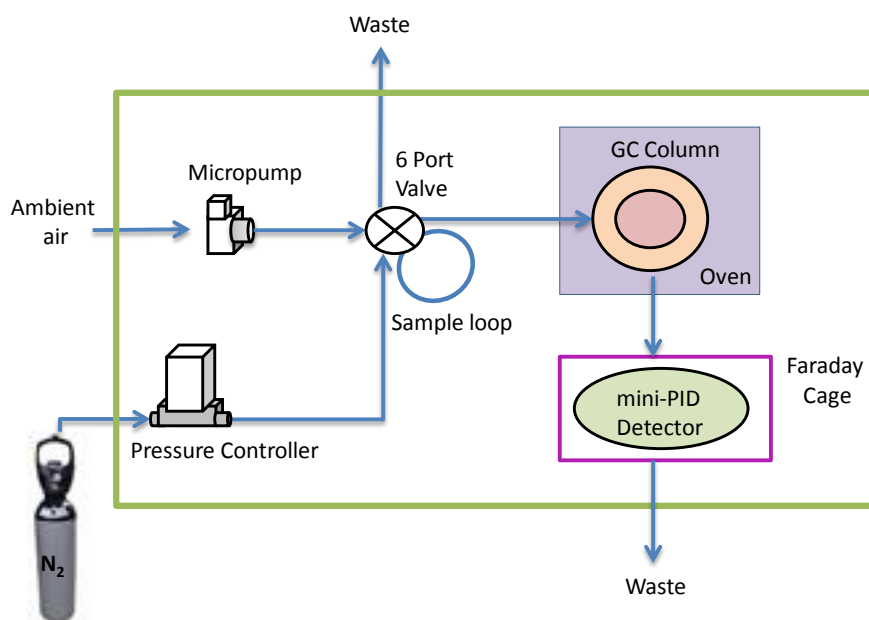 Waste
6 Port
Valve
GC Column
Micropump
Ambient
air
Oven
Sample loop
Faraday
Cage
mini-PID
Detector
Pressure Controller
N₂
Waste